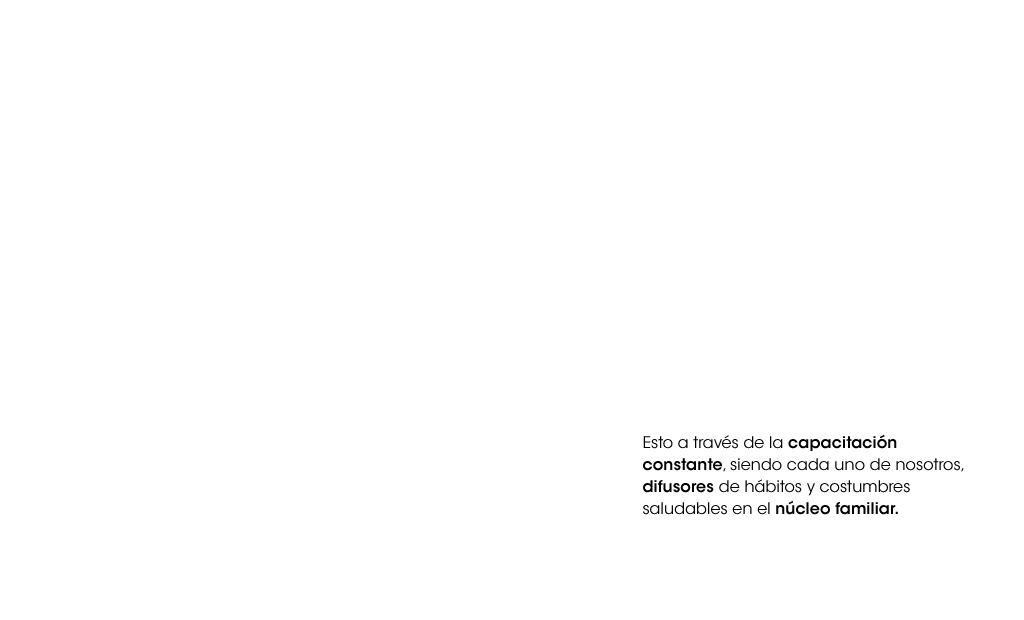 Esto a través de la capacitación
constante, siendo cada uno de nosotros,
difusores de hábitos y costumbres
saludables en el núcleo familiar.